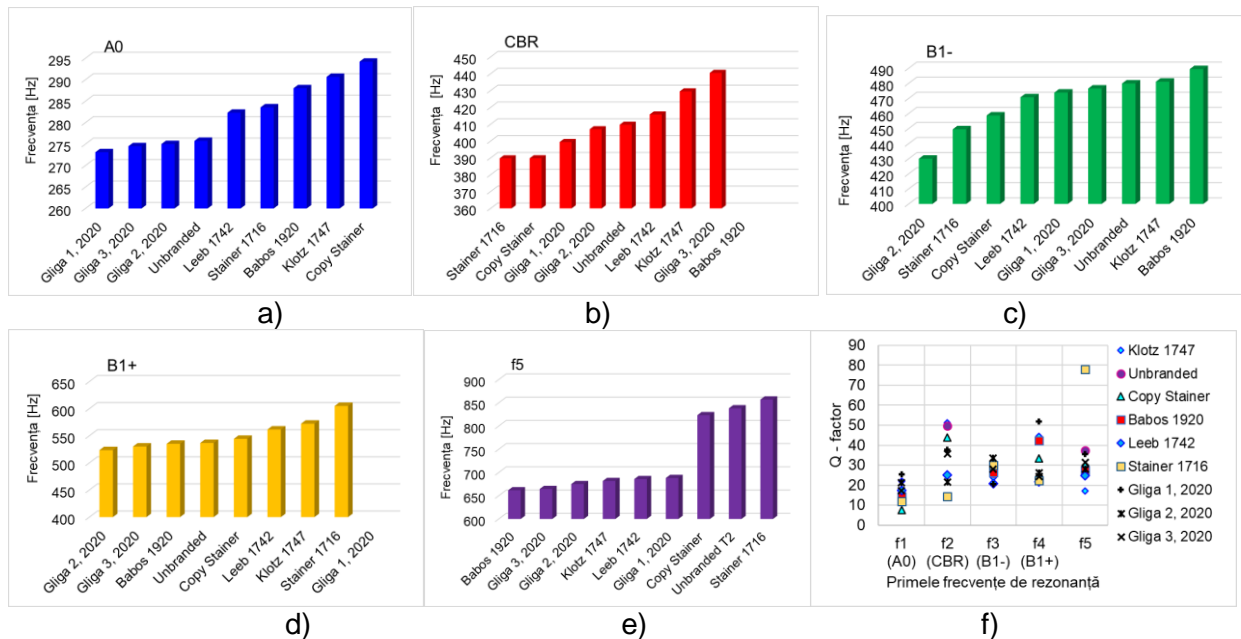 A0
Frecvența [Hz]
295
290
285
280
275
270
265
260
Gliga 1, 2020
Gliga 3, 2020
Gliga 2, 2020
Unbranded
Leeb 1742
Stainer 1716
Babos 1920
Klotz 1747
Copy Stainer
a)
CBR
Frecvența [Hz]
450
440
430
420
410
400
390
380
370
360
Stainer 1716
Copy Stainer
Gliga 1, 2020
Gliga 2, 2020
Unbranded
Leeb 1742
Klotz 1747
Gliga 3, 2020
Babos 1920
b)
B1-
Frecvența [Hz]
490
480
470
460
450
430
420
410
400
Gliga 2, 2020
Stainer 1716
Copy Stainer
Leeb 1742
Gliga 1, 2020
Gliga 3, 2020
Unbranded
Klotz 1747
Babos 1920
c)
B1+
Frecvența [Hz]
650
600
550
500
450
400
Gliga 2, 2020
Gliga 3, 2020
Babos 1920
Unbranded
Copy Stainer
Leeb 1742
Klotz 1747
Stainer 1716
Gliga 1, 2020
d)
f5
Frecvența [Hz]
900
850
800
750
700
650
600
Babos 1920
Gliga 3, 2020
Gliga 2, 2020
Klotz 1747
Leeb 1742
Gliga 1, 2020
Copy Stainer
Unbranded T2
Stainer 1716
e)
Q - factor
90
80
70
60
50
40
30
20
10
0
f1 f2 f3 f4 f5
(A0) (CBR) (B1-) (B1+)
Primele frecvențe de rezonanță
Klotz 1747
Unbranded
Copy Stainer
Babos 1920
Leeb 1742
Stainer 1716
Gliga 1, 2020
Gliga 2, 2020
Gliga 3, 2020
f)